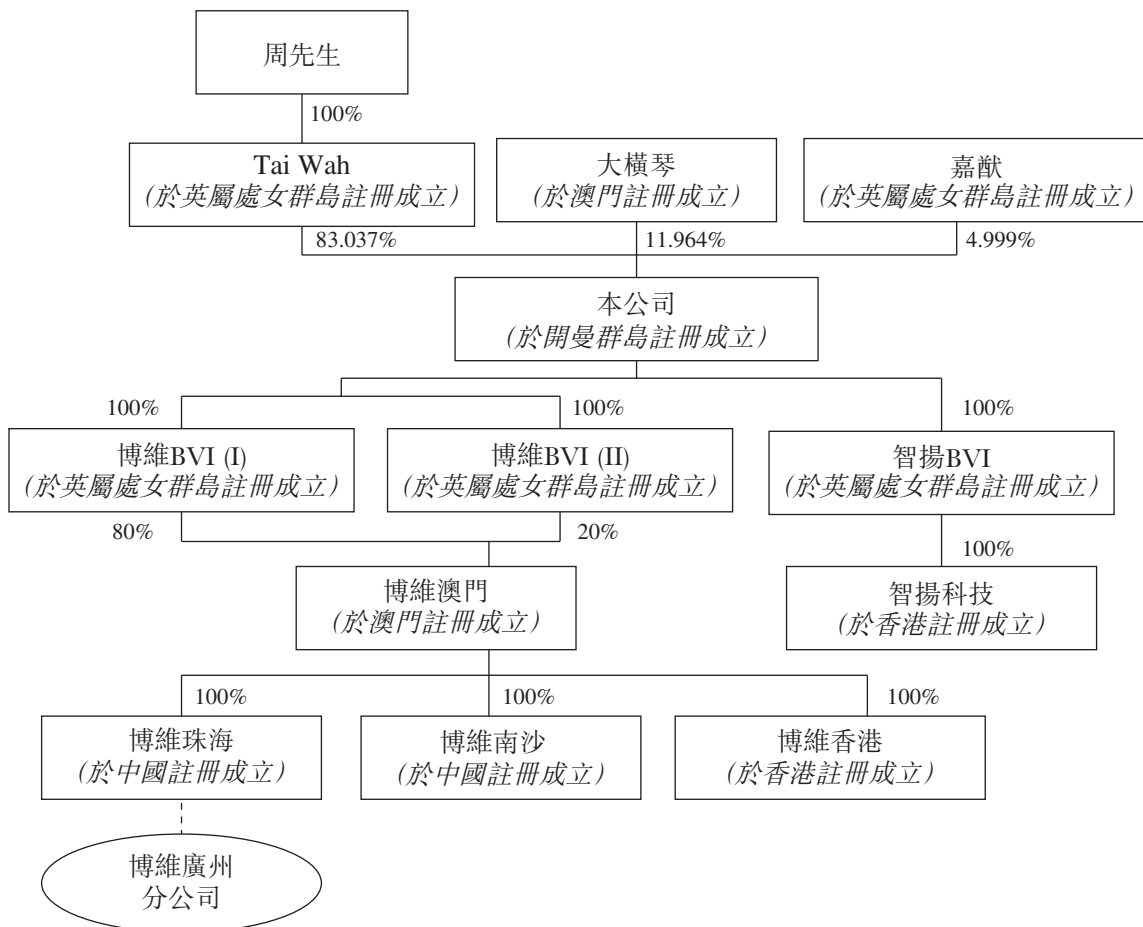 周先生
100%
Tai Wah
(於英屬處女群島註冊成立)
大橫琴
(於澳門註冊成立)
嘉猷
(於英屬處女群島註冊成立)
83.037%
11.964%
4.999%
本公司
(於開曼群島註冊成立)
100%
100%
100%
博維BVI (I)
(於英屬處女群島註冊成立)
博維BVI (II)
(於英屬處女群島註冊成立)
智揚BVI
(於英屬處女群島註冊成立)
80%
20%
100%
博維澳門
(於澳門註冊成立)
智揚科技
(於香港註冊成立)
100%
100%
100%
博維珠海
(於中國註冊成立)
博維南沙
(於中國註冊成立)
博維香港
(於香港註冊成立)
博維廣州
分公司